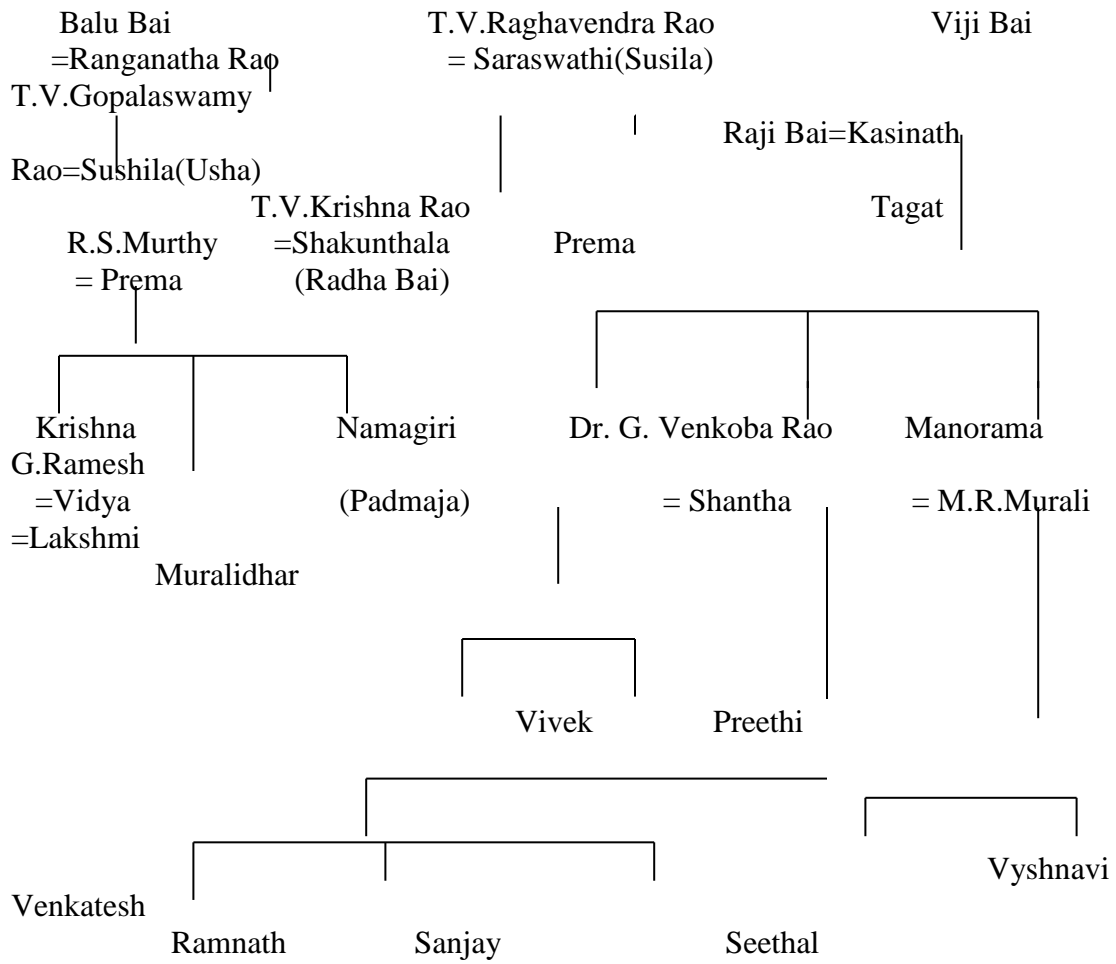 Balu Bai T.V.Raghavendra Rao Viji Bai
=Ranganatha Rao = Saraswathi(Susila)
T.V.Gopalaswamy
Raji Bai=Kasinath
Rao=Sushila(Usha)
T.V.Krishna Rao Tagat
R.S.Murthy =Shakunthala Prema
= Prema (Radha Bai)
Krishna Namagiri Dr. G. Venkoba Rao Manorama
G.Ramesh
=Vidya (Padmaja) = Shantha = M.R.Murali
=Lakshmi
Muralidhar
Vivek Preethi
Vyshnavi
Venkatesh
Ramnath Sanjay Seethal